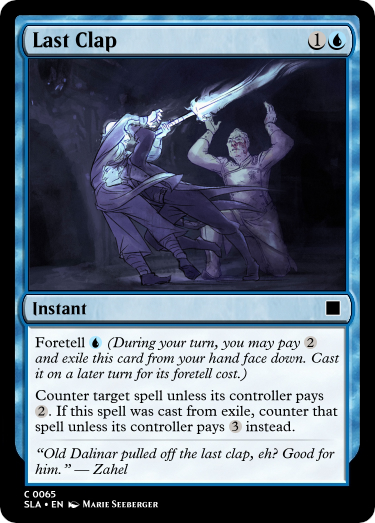 Last Clap 1
Instant
Foretell (During your turn, you may pay 2
and exile this card from your hand face down. Cast
it on a later turn for its foretell cost.)
Counter target spell unless its controller pays
2. If this spell was cast from exile, counter that
spell unless its controller pays 3 instead.
“Old Dalinar pulled off the last clap, eh? Good for
him.” — Zahel
C 0065
SLA • EN Marie Seeberger